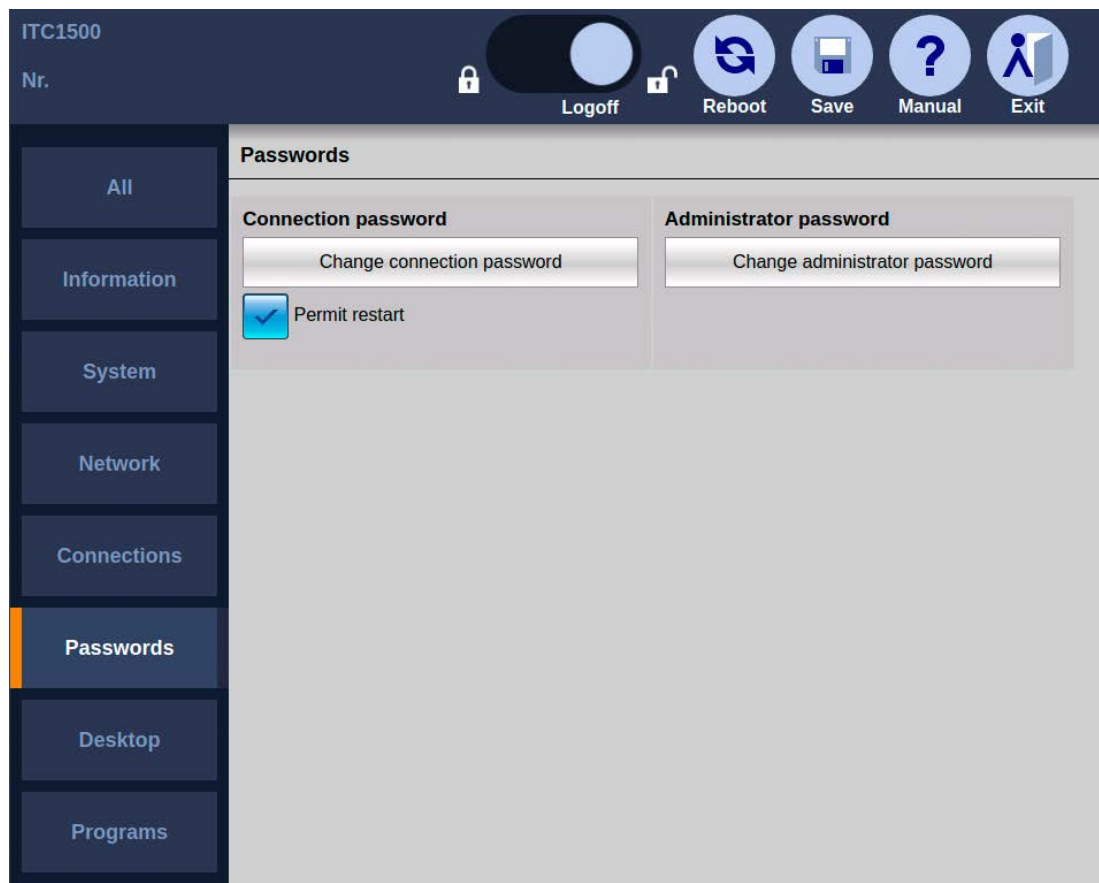 ITC1500
Nr.
Logoff
Reboot
Save
Manual
Exit
All
Information
System
Network
Connections
Passwords
Desktop
Programs
Passwords
Connection password
Change connection password
Permit restart
Administrator password
Change administrator password